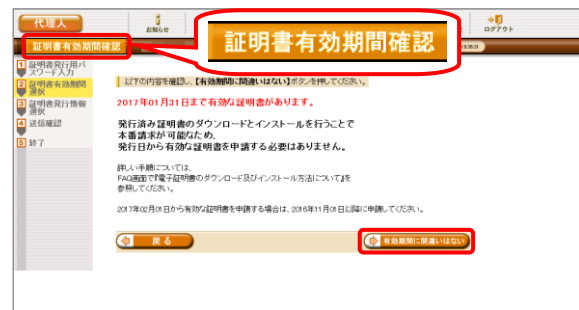 代理人
お知らせ
ログアウト
証明書有効期間確認
証明書有効期間確認
1 証明書発行用パスワード入力
2 証明書有効期間選択
3 証明書発行情報選択
4 送信確認
5 終了
以下の内容を確認し、【有効期間に間違いはない】ボタンを押してください。
2017年01月31日まで有効な証明書があります。
発行済み証明書のダウンロードとインストールを行うことで
本番請求が可能なため、
発行日から有効な証明書を申請する必要はありません。
詳しい手順については、
FAQ画面で『電子証明書のダウンロード及びインストール方法について』を
参照してください。
2017年02月01日から有効な証明書を申請する場合は、2016年11月01日以降に申請してください。
戻る
有効期間に間違いはない